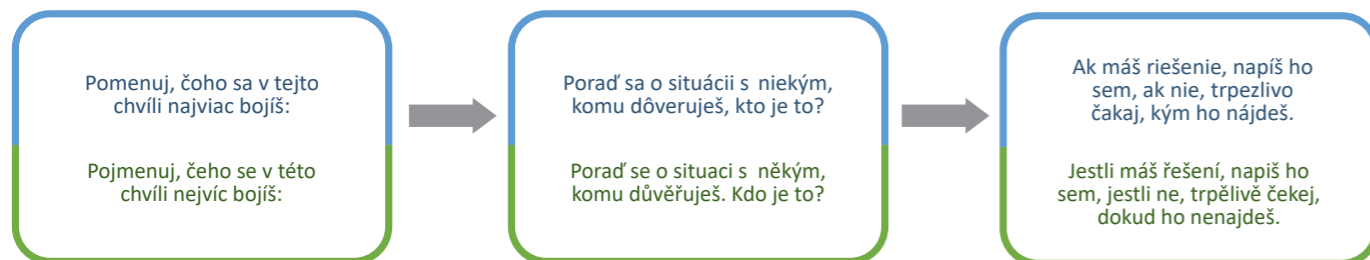 Pomenuj, čoho sa v tejto
chvíli najviac bojíš:
Pojmenuj, čeho se v této
chvíli nejvíc bojíš:
Poraď sa o situácii s niekým,
komu dôveruješ, kto je to?
Poraď se o situaci s někým,
komu důvěřuješ. Kdo je to?
Ak máš riešenie, napíš ho
sem, ak nie, trpezlivo
čakaj, kým ho nájdeš.
Jestli máš řešení, napiš ho
sem, jestli ne, trpělivě čekej,
dokud ho nenajdeš.